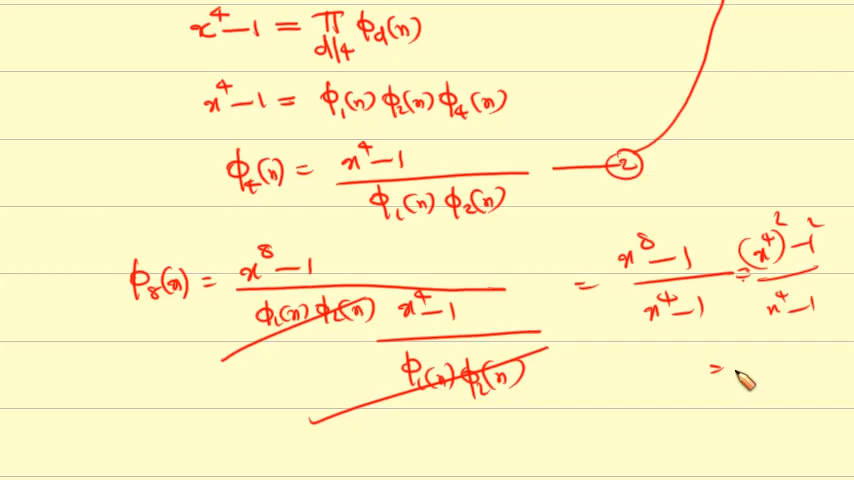 x⁴ − 1 = π ϕ_d(x)
d/4
x⁴ − 1 = ϕ₁(x) ϕ₂(x) ϕ₄(x)
ϕ₄(x) = x⁴ − 1 / ϕ₁(x) ϕ₂(x) — ②
ϕ₈(x) = x⁸ − 1 / ϕ₁(x) ϕ₂(x) x⁴ − 1 / ϕ₁(x) ϕ₂(x) = x⁸ − 1 / x⁴ − 1 = (x⁴)² − 1² / x⁴ − 1
=